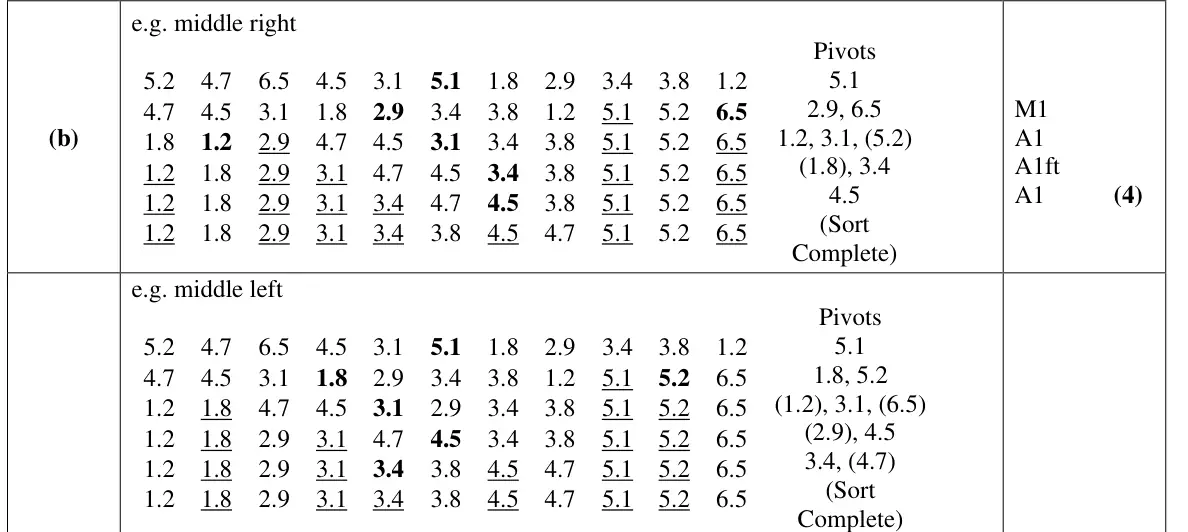 e.g. middle right
Pivots
5.2 4.7 6.5 4.5 3.1 5.1 1.8 2.9 3.4 3.8 1.2 5.1
4.7 4.5 3.1 1.8 2.9 3.4 3.8 1.2 5.1 5.2 6.5 2.9, 6.5 M1
(b) 1.8 1.2 2.9 4.7 4.5 3.1 3.4 3.8 5.1 5.2 6.5 1.2, 3.1, (5.2) A1
1.2 1.8 2.9 3.1 4.7 4.5 3.4 3.8 5.1 5.2 6.5 (1.8), 3.4 A1ft
1.2 1.8 2.9 3.1 3.4 4.7 4.5 3.8 5.1 5.2 6.5 4.5 A1 (4)
1.2 1.8 2.9 3.1 3.4 3.8 4.5 4.7 5.1 5.2 6.5 (Sort
Complete)
e.g. middle left
Pivots
5.2 4.7 6.5 4.5 3.1 5.1 1.8 2.9 3.4 3.8 1.2 5.1
4.7 4.5 3.1 1.8 2.9 3.4 3.8 1.2 5.1 5.2 6.5 1.8, 5.2
1.2 1.8 4.7 4.5 3.1 2.9 3.4 3.8 5.1 5.2 6.5 (1.2), 3.1, (6.5)
1.2 1.8 2.9 3.1 4.7 4.5 3.4 3.8 5.1 5.2 6.5 (2.9), 4.5
1.2 1.8 2.9 3.1 3.4 3.8 4.5 4.7 5.1 5.2 6.5 3.4, (4.7)
1.2 1.8 2.9 3.1 3.4 3.8 4.5 4.7 5.1 5.2 6.5 (Sort
Complete)